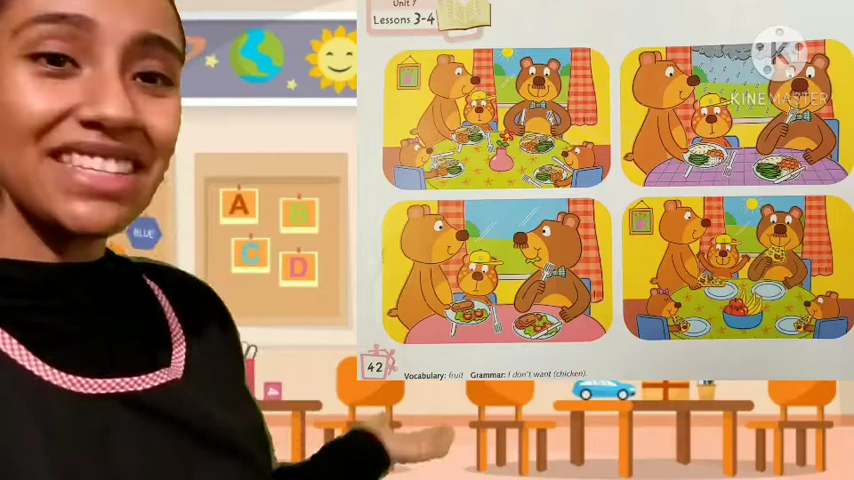 Unit 7
Lessons 3-4
K
KINEMASTER
A
B
C
D
BLUE
42
Vocabulary: fruit Grammar: I don't want (chicken).